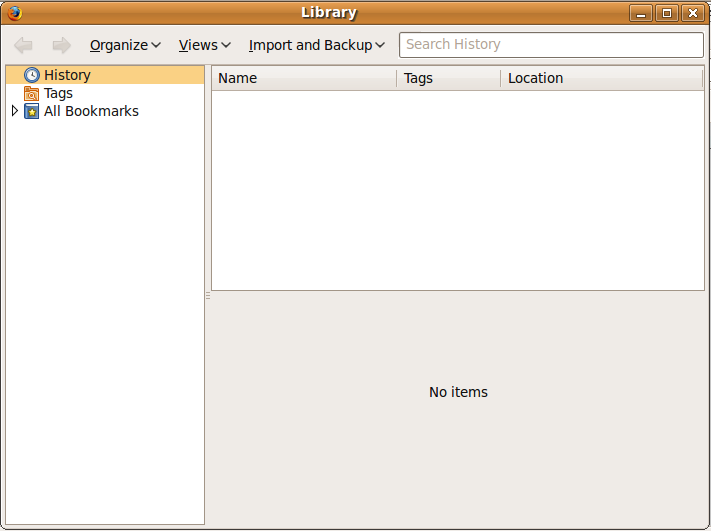 Library
Organize Views Import and Backup Search History
History
Tags
All Bookmarks
Name Tags Location
No items